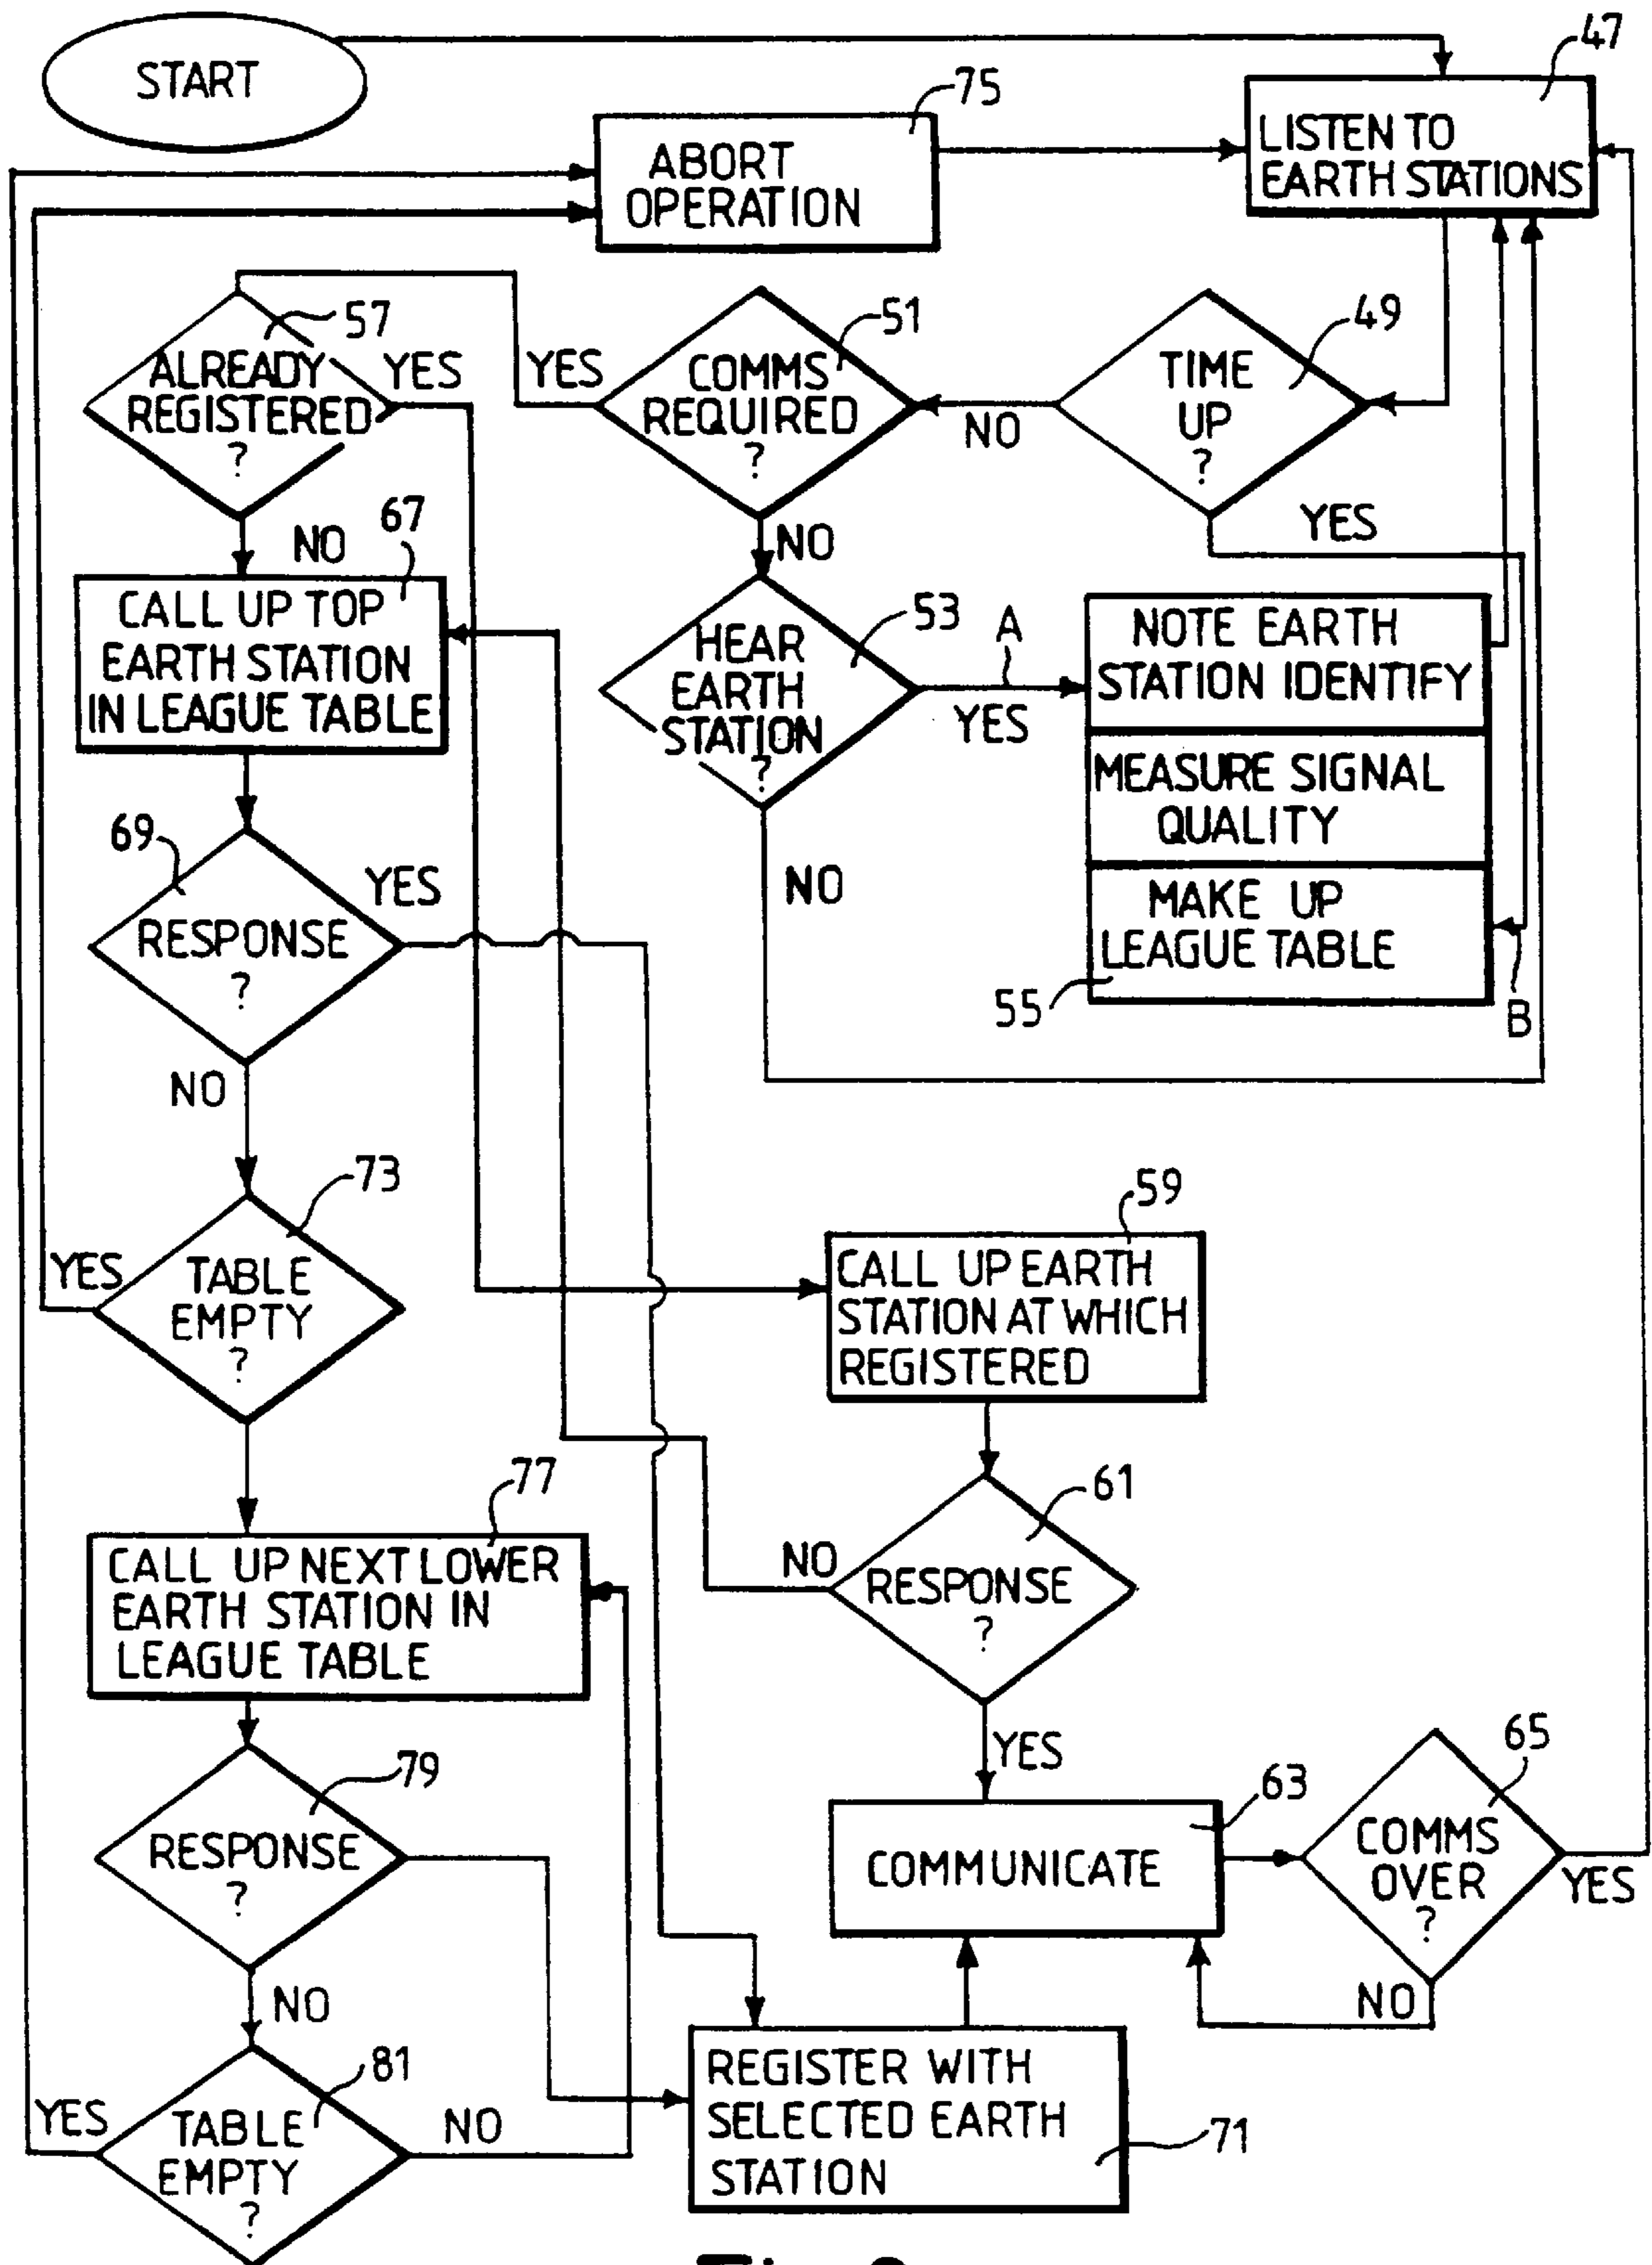 START
47
75
LISTEN TO
EARTH STATIONS
ABORT
OPERATION
57
ALREADY
REGISTERED
?
YES
YES
51
COMMS
REQUIRED
?
NO
49
TIME
UP
?
YES
NO
67
CALL UP TOP
EARTH STATION
IN LEAGUE TABLE
NO
53
HEAR
EARTH
STATION
?
A
YES
NOTE EARTH
STATION IDENTIFY
MEASURE SIGNAL
QUALITY
MAKE UP
LEAGUE TABLE
55
B
NO
69
YES
RESPONSE
?
NO
73
YES
TABLE
EMPTY
?
59
CALL UP EARTH
STATION AT WHICH
REGISTERED
77
CALL UP NEXT LOWER
EARTH STATION IN
LEAGUE TABLE
61
NO
RESPONSE
?
YES
79
RESPONSE
?
NO
63
COMMUNICATE
65
COMMS
OVER
?
YES
NO
81
YES
TABLE
EMPTY
?
NO
REGISTER WITH
SELECTED EARTH
STATION
71